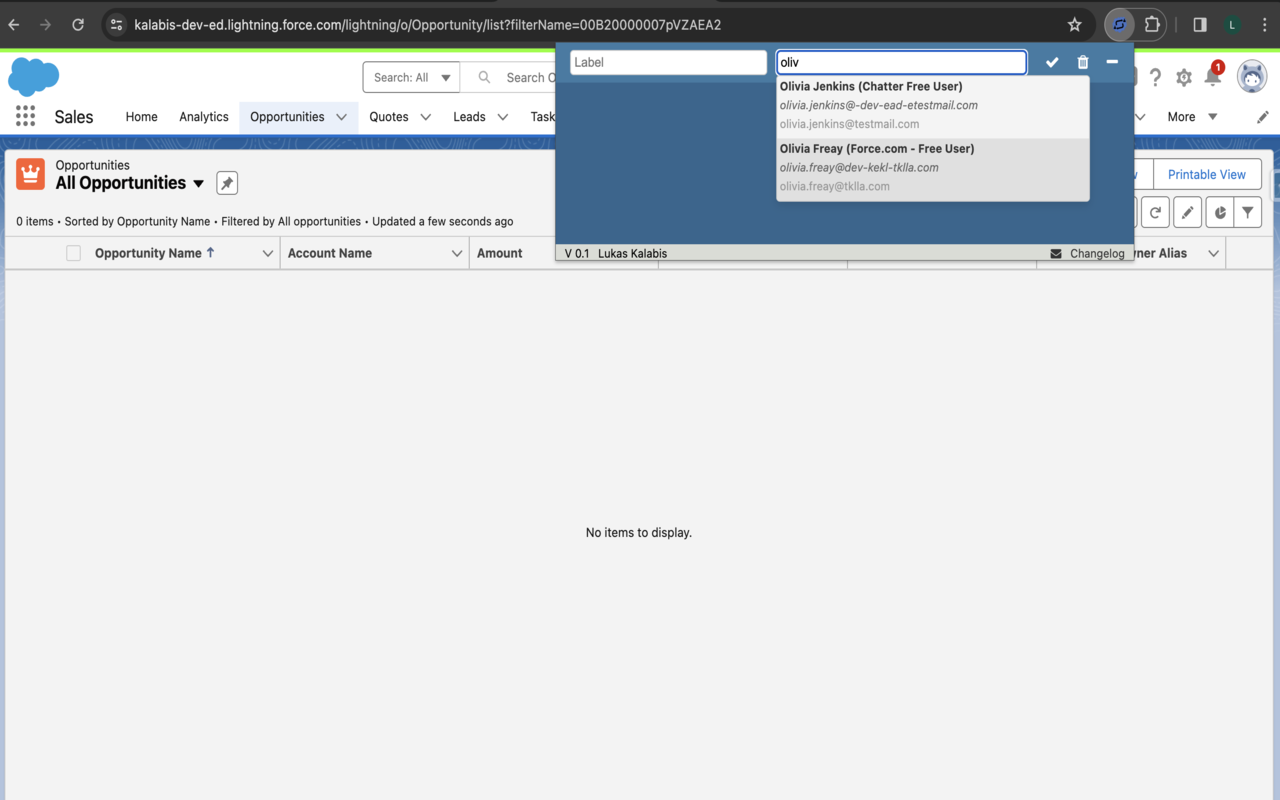 kalabis-dev-ed.lightning.force.com/lightning/o/Opportunity/list?filterName=00B20000007pVZAEA2
L
Label
oliv
Search: All
Search O
1
Olivia Jenkins (Chatter Free User)
olivia.jenkins@-dev-ead-etestmail.com
olivia.jenkins@testmail.com
Olivia Freay (Force.com - Free User)
olivia.freay@dev-kekl-tklla.com
olivia.freay@tklla.com
Sales
Home
Analytics
Opportunities
Quotes
Leads
Task
More
Opportunities
All Opportunities
Printable View
0 items • Sorted by Opportunity Name • Filtered by All opportunities • Updated a few seconds ago
V 0.1 Lukas Kalabis
Changelog
Opportunity Name
Account Name
Amount
ner Alias
No items to display.